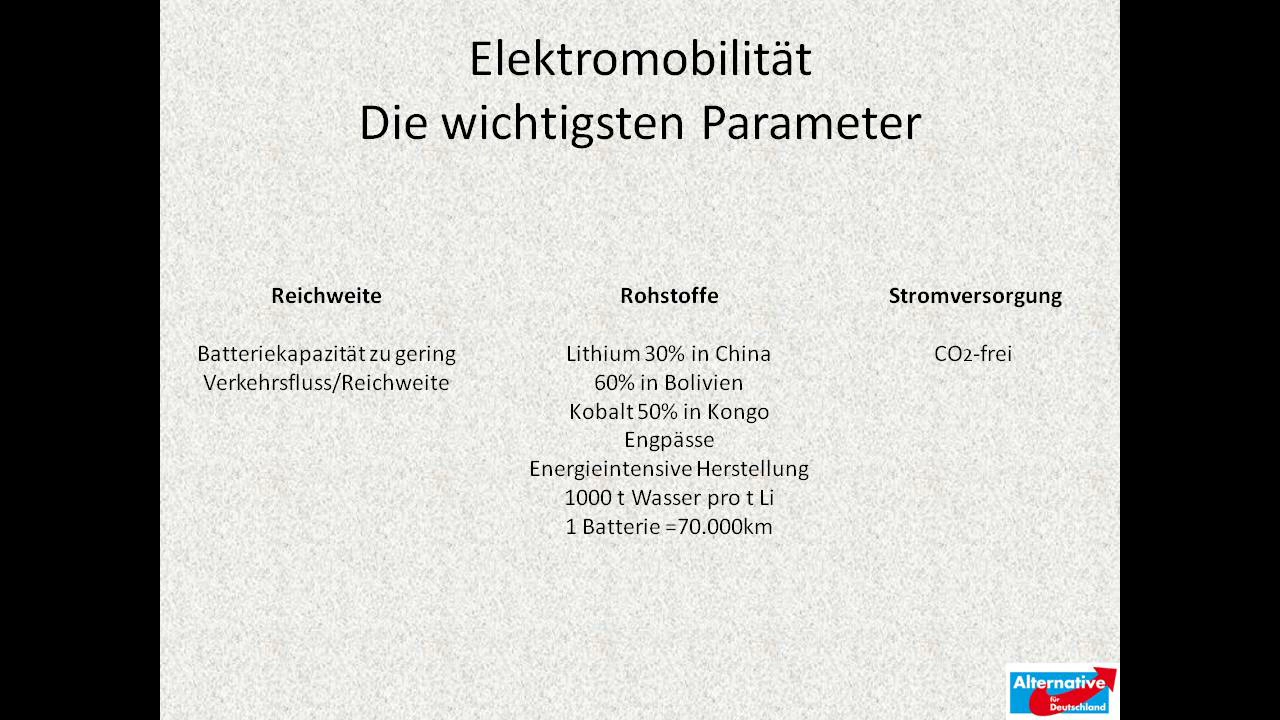 Elektromobilität
Die wichtigsten Parameter
Reichweite
Batteriekapazität zu gering
Verkehrsfluss/Reichweite
Rohstoffe
Lithium 30% in China
60% in Bolivien
Kobalt 50% in Kongo
Engpässe
Energieintensive Herstellung
1000 t Wasser pro t Li
1 Batterie =70.000km
Stromversorgung
CO2-frei
Alternative
für
Deutschland